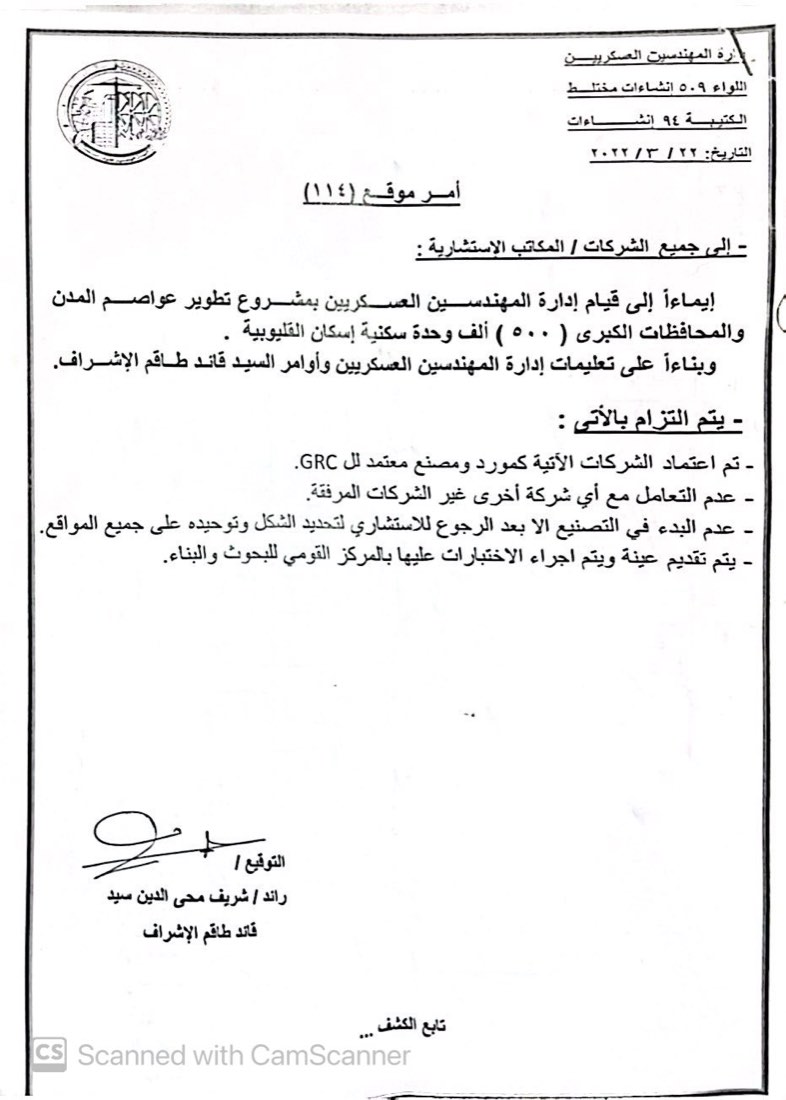 إدارة المهندسين العسكريين
اللواء ٥٠٩ إنشاءات مختلط
الكتيبة ٩٤ إنشاءات
التاريخ: ٢٢ / ٣ / ٢٠٢٢
أمر موقع (١١٤)
- إلى جميع الشركات / المكاتب الإستشارية :
إيماءاً إلى قيام إدارة المهندسين العسكريين بمشروع تطوير عواصم المدن
والمحافظات الكبرى ( ٥٠٠ ) ألف وحدة سكنية إسكان القليوبية .
وبناءاً على تعليمات إدارة المهندسين العسكريين وأوامر السيد قائد طاقم الإشراف.
- يتم التزام بالأتى :
- تم اعتماد الشركات الآتية كمورد ومصنع معتمد لل GRC.
- عدم التعامل مع أي شركة أخرى غير الشركات المرفقة.
- عدم البدء في التصنيع الا بعد الرجوع للاستشاري لتحديد الشكل وتوحيده على جميع المواقع.
- يتم تقديم عينة ويتم اجراء الاختبارات عليها بالمركز القومي للبحوث والبناء.
التوقيع /
رائد / شريف محى الدين سيد
قائد طاقم الإشراف
تابع الكشف ...
CS Scanned with CamScanner